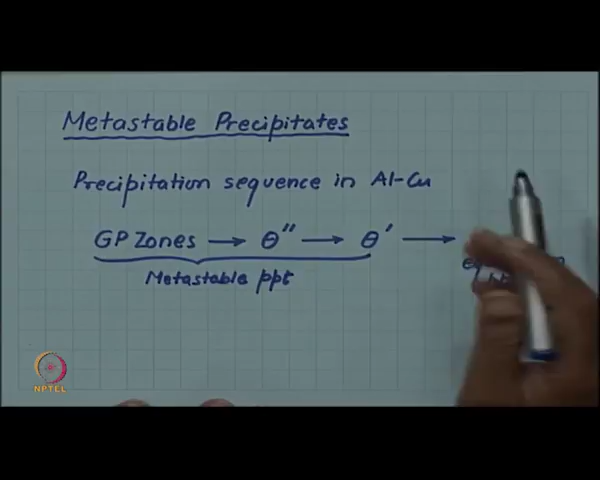 Metastable Precipitates
Precipitation sequence in Al-Cu
GP Zones → θ'' → θ' →
Metastable ppt
NPTEL